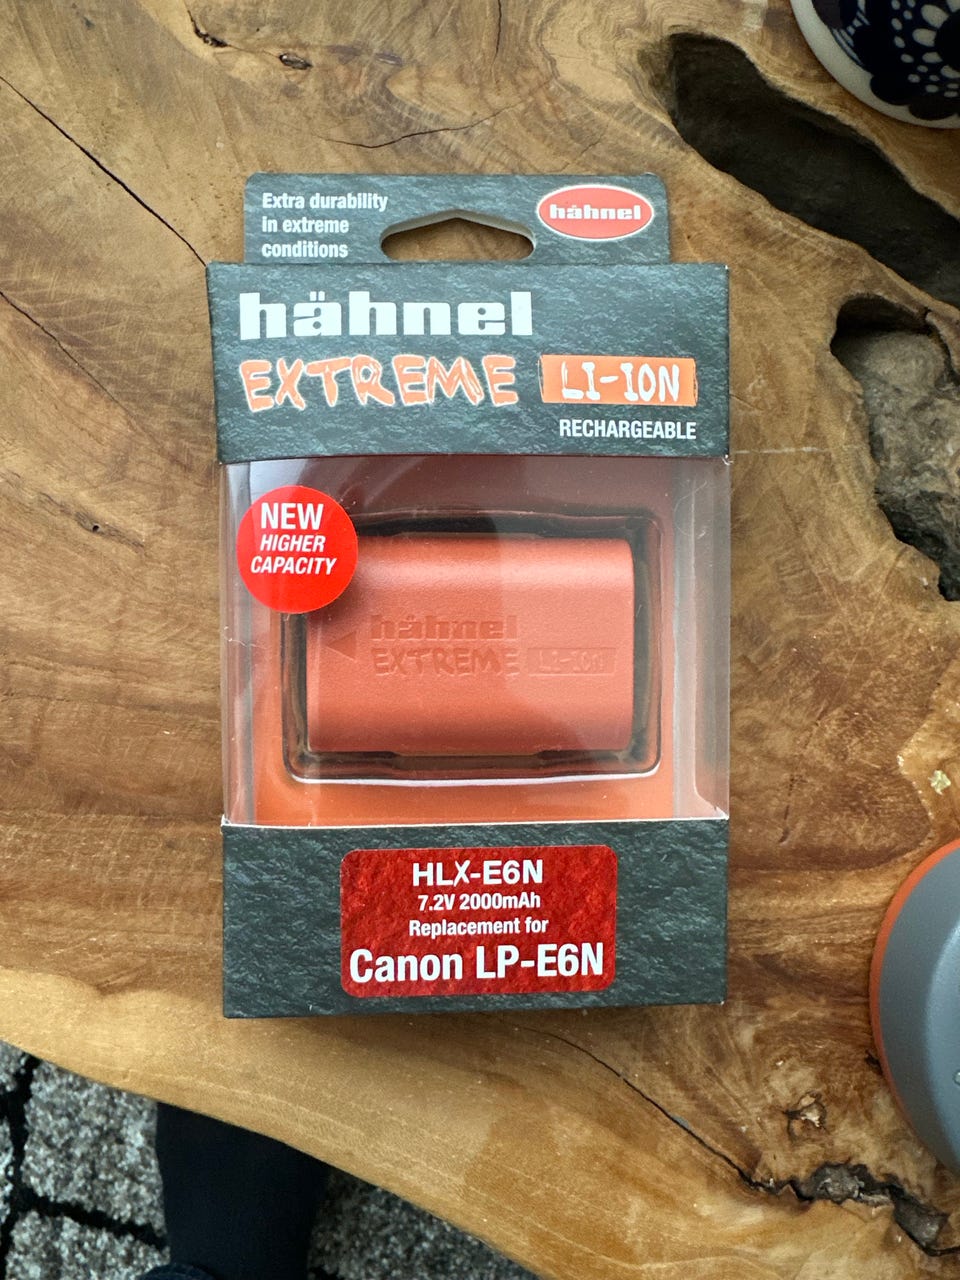 Extra durability
in extreme
conditions
hähnel
hähnel
EXTREME LI-ION
RECHARGEABLE
NEW
HIGHER
CAPACITY
hähnel
EXTREME LI-ION
HLX-E6N
7.2V 2000mAh
Replacement for
Canon LP-E6N